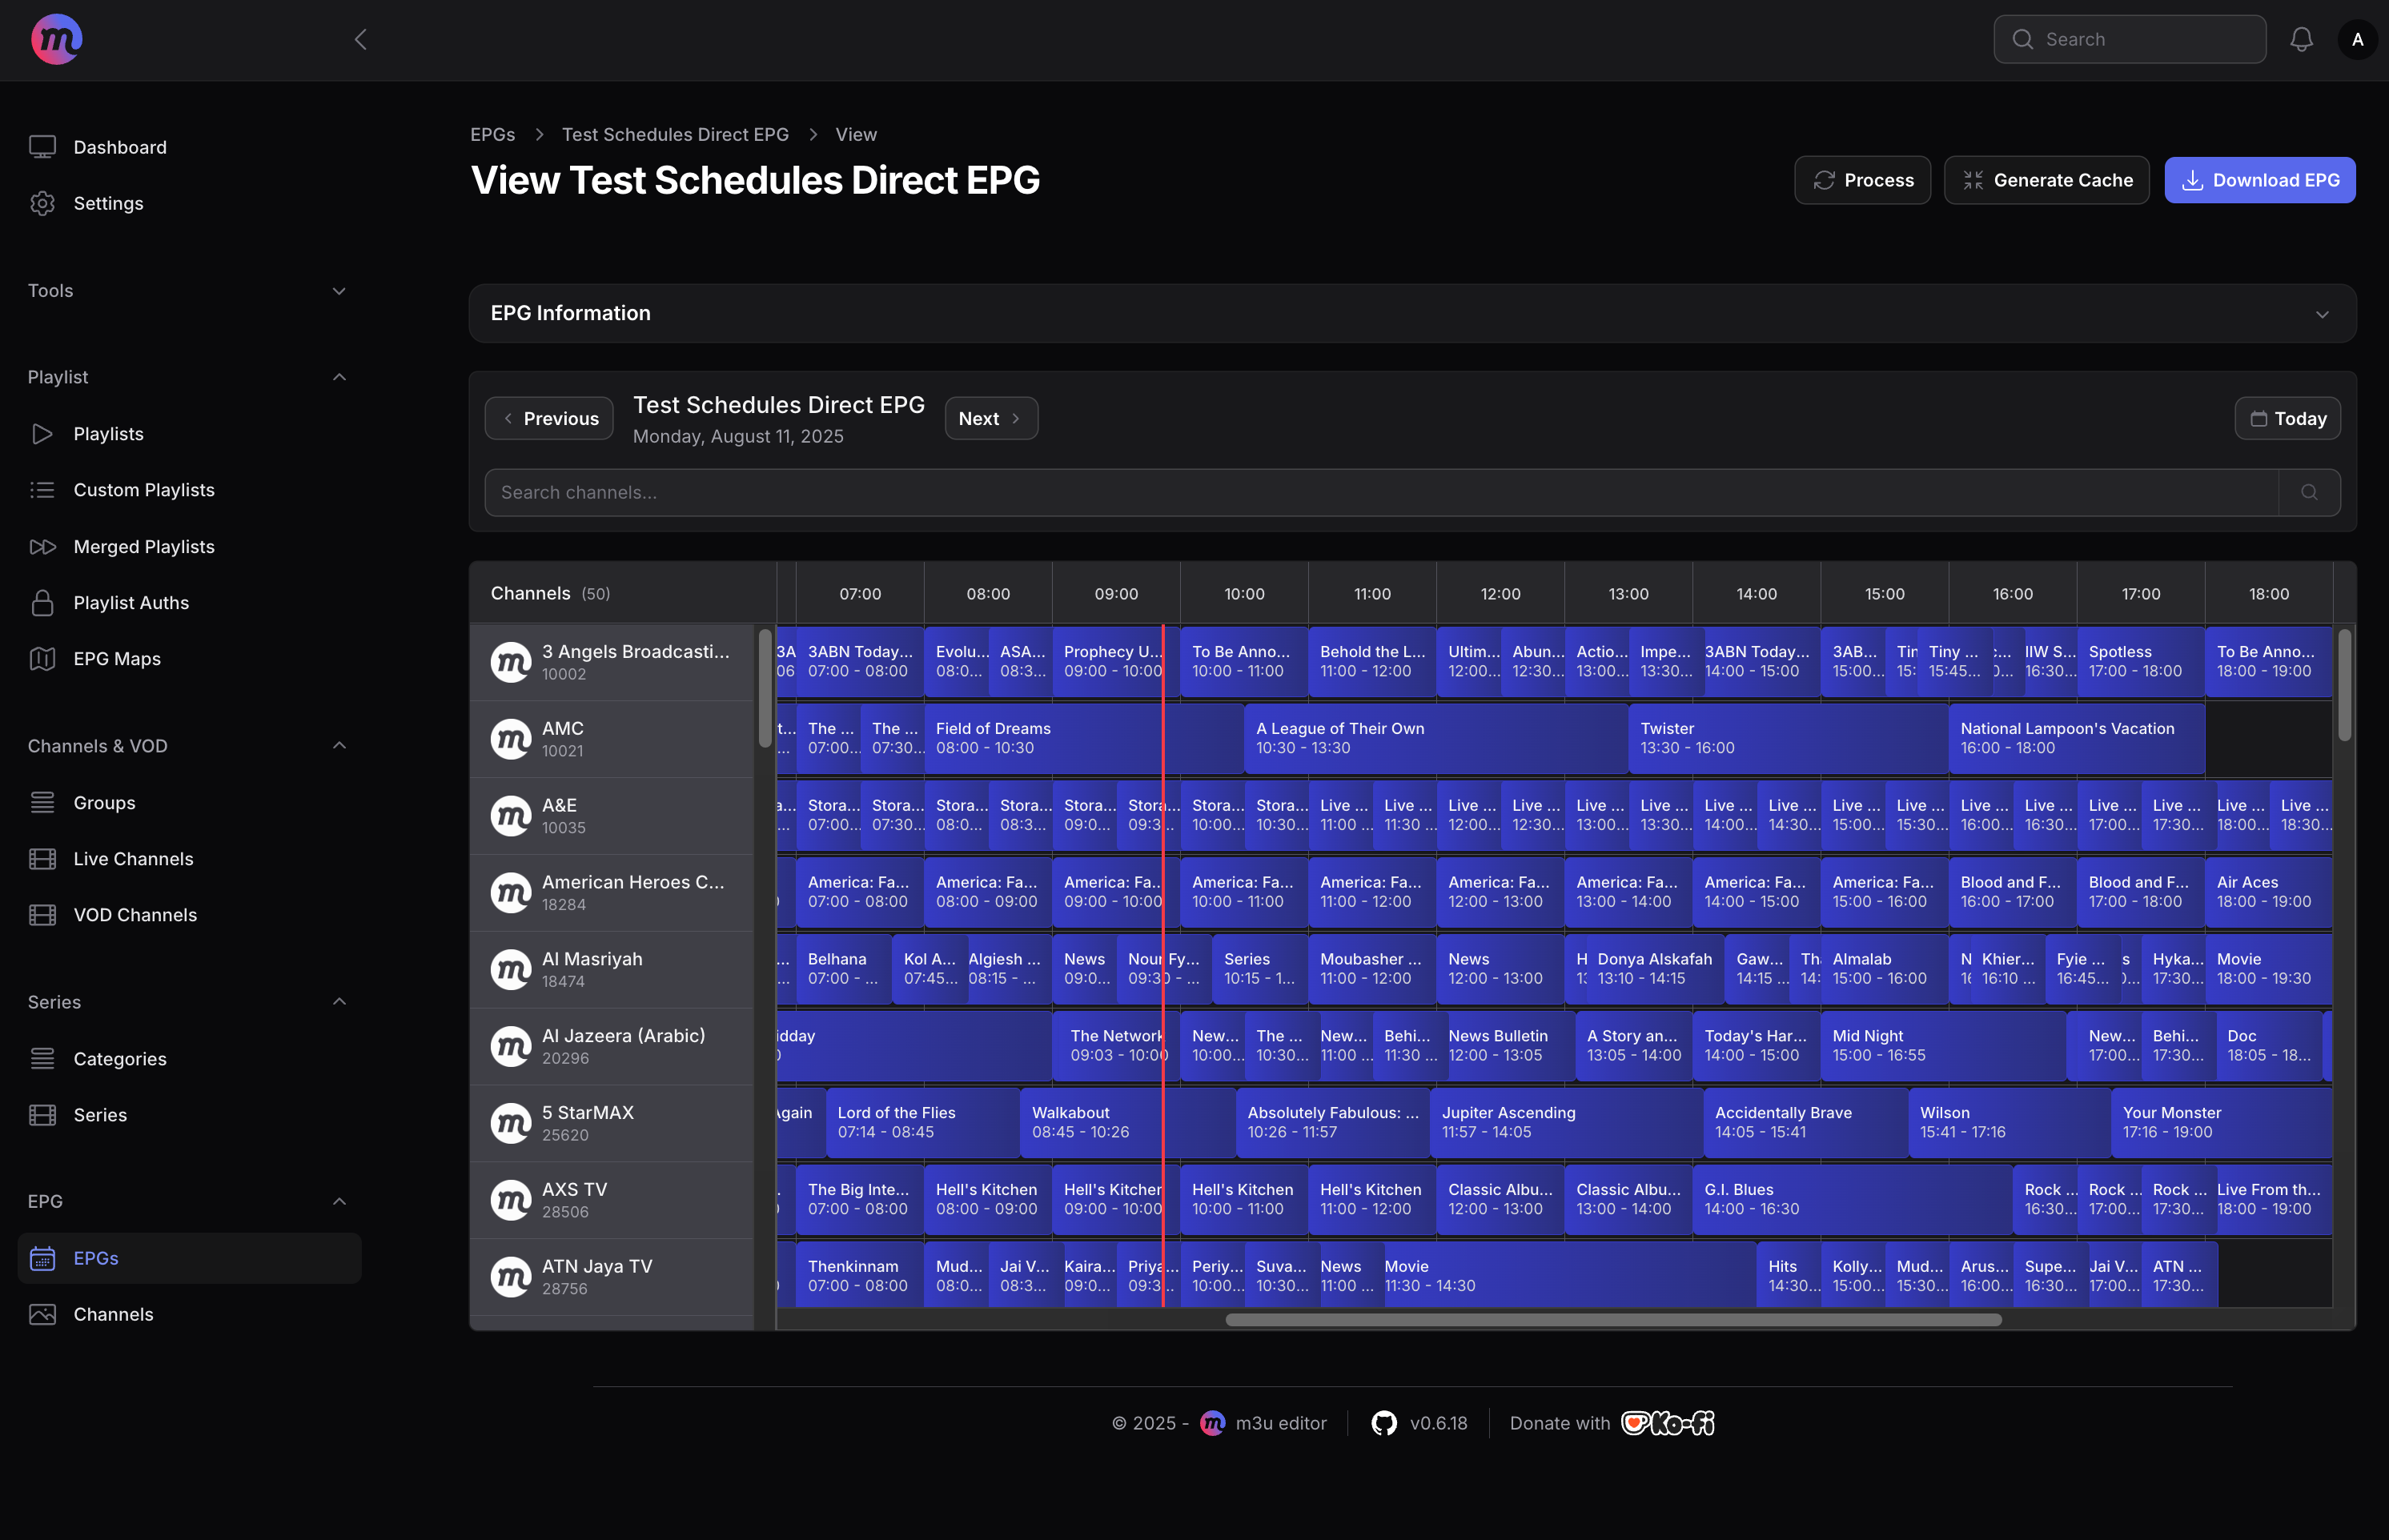 m
Search
A
Dashboard
Settings
Tools
Playlist
Playlists
Custom Playlists
Merged Playlists
Playlist Auths
EPG Maps
Channels & VOD
Groups
Live Channels
VOD Channels
Series
Categories
Series
EPG
EPGs
Channels
EPGs > Test Schedules Direct EPG > View
View Test Schedules Direct EPG
Process
Generate Cache
Download EPG
EPG Information
Previous
Test Schedules Direct EPG
Monday, August 11, 2025
Next
Today
Search channels...
Channels (50) 07:00 08:00 09:00 10:00 11:00 12:00 13:00 14:00 15:00 16:00 17:00 18:00
3 Angels Broadcasti... 3A 3ABN Today... Evolu... ASA... Prophecy U... To Be Anno... Behold the L... Ultim... Abun... Actio... Impe... 3ABN Today... 3AB... Tin Tiny ... :... IIW S... Spotless To Be Anno...
10002 06 07:00 - 08:00 08:0... 08:3... 09:00 - 10:00 10:00 - 11:00 11:00 - 12:00 12:00... 12:30... 13:00... 13:30... 14:00 - 15:00 15:00... 15: 15:45... 16:30... 17:00 - 18:00 18:00 - 19:00
AMC t... The ... The ... Field of Dreams A League of Their Own Twister National Lampoon's Vacation
10021 ... 07:00... 07:30... 08:00 - 10:30 10:30 - 13:30 13:30 - 16:00 16:00 - 18:00
A&E a... Stora... Stora... Stora... Stora... Stora... Stora... Stora... Stora... Live ... Live ... Live ... Live ... Live ... Live ... Live ... Live ... Live ... Live ... Live ... Live ... Live ... Live ... Live ... Live ...
10035 ... 07:00... 07:30... 08:0... 08:3... 09:0... 09:3... 10:00... 10:30... 11:00 ... 11:30 ... 12:00... 12:30... 13:00... 13:30... 14:00... 14:30... 15:00... 15:30... 16:00... 16:30... 17:00... 17:30... 18:00... 18:30...
American Heroes C... America: Fa... America: Fa... America: Fa... America: Fa... America: Fa... America: Fa... America: Fa... America: Fa... America: Fa... Blood and F... Blood and F... Air Aces
18284 07:00 - 08:00 08:00 - 09:00 09:00 - 10:00 10:00 - 11:00 11:00 - 12:00 12:00 - 13:00 13:00 - 14:00 14:00 - 15:00 15:00 - 16:00 16:00 - 17:00 17:00 - 18:00 18:00 - 19:00
Al Masriyah ... Belhana Kol A... Algiesh ... News Nour Fy... Series Moubasher ... News H Donya Alskafah Gaw... Tha Almalab N Khier... Fyie ... s Hyka... Movie
18474 ... 07:00 - ... 07:45... 08:15 - ... 09:0... 09:30 - ... 10:15 - 1... 11:00 - 12:00 12:00 - 13:00 13:10 - 14:15 14:15 ... 14: 15:00 - 16:00 16:10 ... 16:45... 17:30... 18:00 - 19:30
Al Jazeera (Arabic) idday The Network New... The ... New... Behi... News Bulletin A Story an... Today's Har... Mid Night New... Behi... Doc
20296 09:03 - 10:00 10:00... 10:30... 11:00 ... 11:30 ... 12:00 - 13:05 13:05 - 14:00 14:00 - 15:00 15:00 - 16:55 17:00... 17:30... 18:05 - 18...
5 StarMAX Again Lord of the Flies Walkabout Absolutely Fabulous: ... Jupiter Ascending Accidentally Brave Wilson Your Monster
25620 07:14 - 08:45 08:45 - 10:26 10:26 - 11:57 11:57 - 14:05 14:05 - 15:41 15:41 - 17:16 17:16 - 19:00
AXS TV The Big Inte... Hell's Kitchen Hell's Kitchen Hell's Kitchen Hell's Kitchen Classic Albu... Classic Albu... G.I. Blues Rock ... Rock ... Rock ... Live From th...
28506 07:00 - 08:00 08:00 - 09:00 09:00 - 10:00 10:00 - 11:00 11:00 - 12:00 12:00 - 13:00 13:00 - 14:00 14:00 - 16:30 16:30... 17:00... 17:30... 18:00 - 19:00
ATN Jaya TV Thenkinnam Mud... Jai V... Kaira... Priya... Periy... Suva... News Movie Hits Kolly... Mud... Arus... Supe... Jai V... ATN ...
28756 07:00 - 08:00 08:0... 08:3... 09:0... 09:3... 10:00... 10:30... 11:00 ... 11:30 - 14:30 14:30... 15:00... 15:30... 16:00... 16:30... 17:00... 17:30...
© 2025 - m3u editor v0.6.18 Donate with Ko-fi